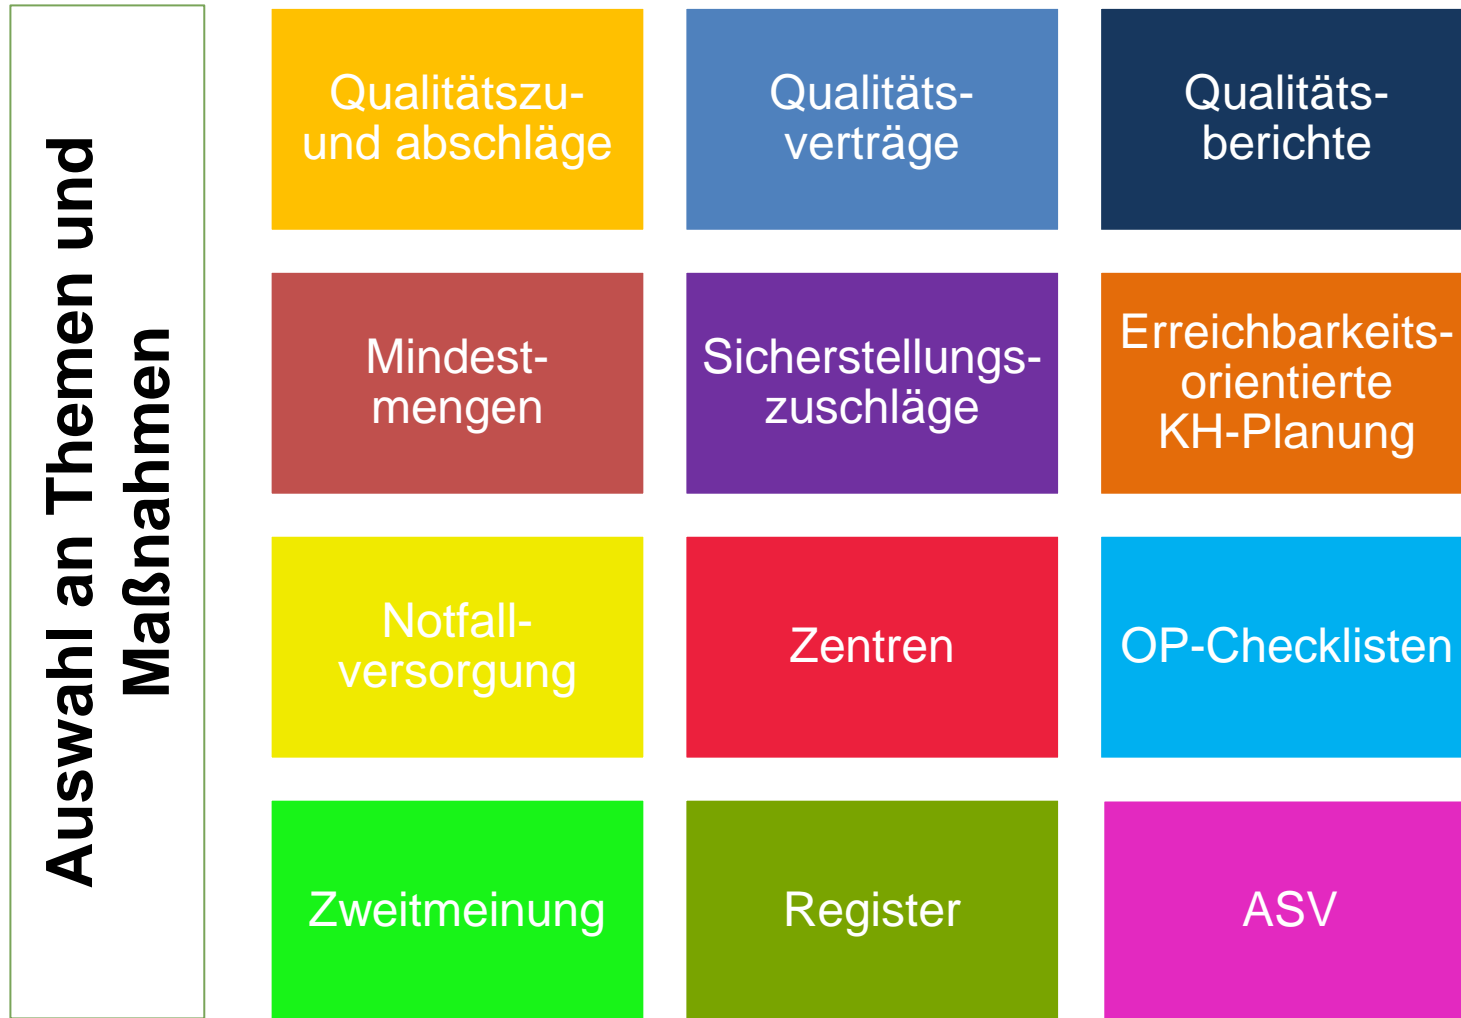 Auswahl an Themen und
Maßnahmen
Qualitätszu-
und abschläge
Qualitäts-
verträge
Qualitäts-
berichte
Mindest-
mengen
Sicherstellungs-
zuschläge
Erreichbarkeits-
orientierte
KH-Planung
Notfall-
versorgung
Zentren
OP-Checklisten
Zweitmeinung
Register
ASV